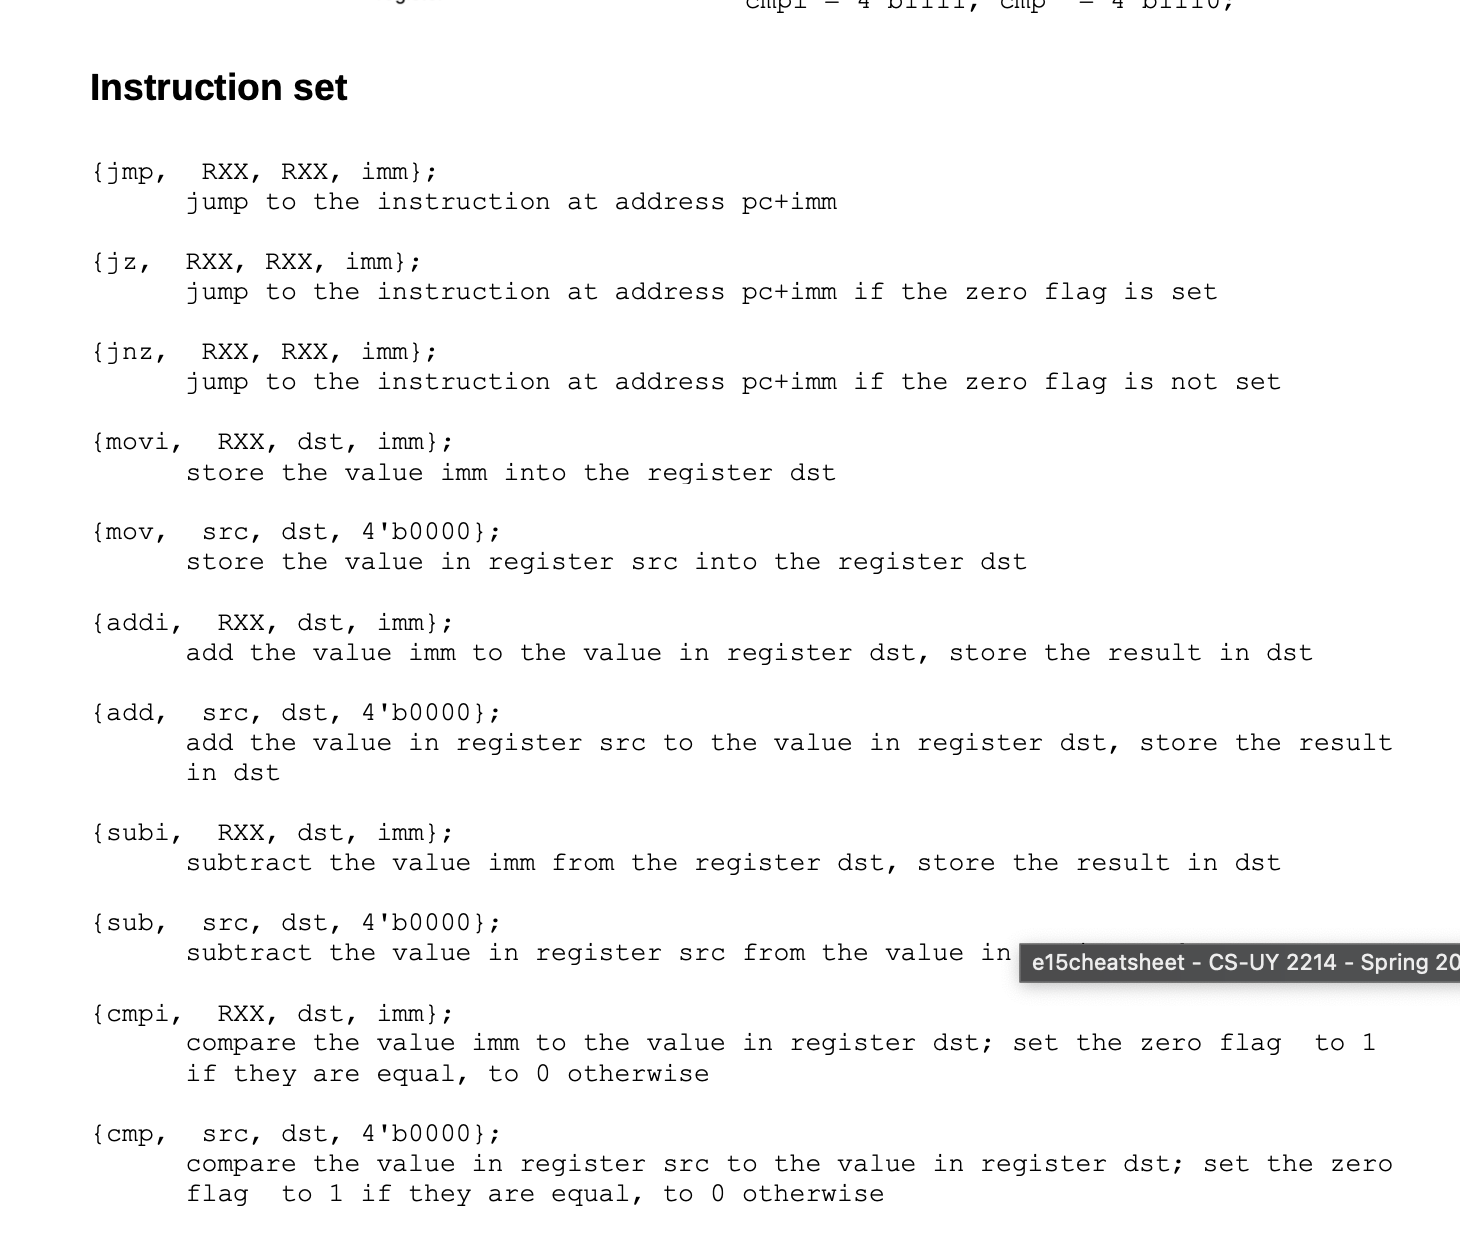 cmpi = 4'b1111; cmp = 4'b1110;
Instruction set
{jmp, RXX, RXX, imm};
jump to the instruction at address pc+imm
{jz, RXX, RXX, imm};
jump to the instruction at address pc+imm if the zero flag is set
{jnz, RXX, RXX, imm};
jump to the instruction at address pc+imm if the zero flag is not set
{movi, RXX, dst, imm};
store the value imm into the register dst
{mov, src, dst, 4'b0000};
store the value in register src into the register dst
{addi, RXX, dst, imm};
add the value imm to the value in register dst, store the result in dst
{add, src, dst, 4'b0000};
add the value in register src to the value in register dst, store the result
in dst
{subi, RXX, dst, imm};
subtract the value imm from the register dst, store the result in dst
{sub, src, dst, 4'b0000};
subtract the value in register src from the value in
e15cheatsheet - CS-UY 2214 - Spring 20
{cmpi, RXX, dst, imm};
compare the value imm to the value in register dst; set the zero flag to 1
if they are equal, to 0 otherwise
{cmp, src, dst, 4'b0000};
compare the value in register src to the value in register dst; set the zero
flag to 1 if they are equal, to 0 otherwise